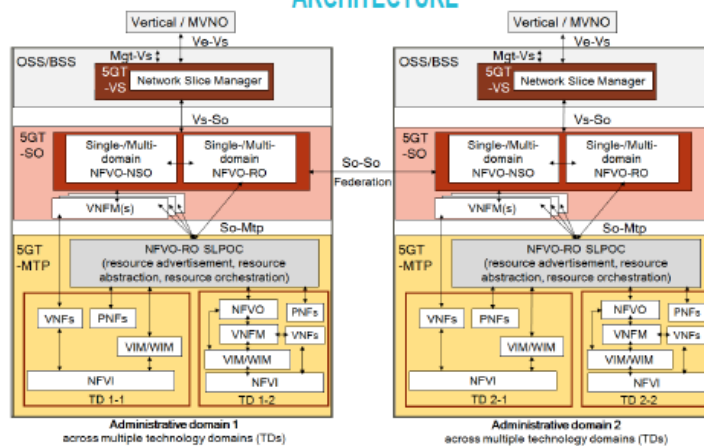 ARCHITECTURE
Vertical / MVNO
Ve-Vs
Mgt-Vs
OSS/BSS
5GT
-VS
Network Slice Manager
Vs-So
5GT
-SO
Single-/Multi-
domain
NFVO-NSO
Single-/Multi-
domain
NFVO-RO
VNFM(s)
So-Mtp
5GT
-MTP
NFVO-RO SLPOC
(resource advertisement, resource
abstraction, resource orchestration)
VNFs
PNFs
VIM/WIM
NFVI
TD 1-1
NFVO
PNFs
VNFM
VNFs
VIM/WIM
NFVI
TD 1-2
Administrative domain 1
across multiple technology domains (TDs)
So-So
Federation
Vertical / MVNO
Ve-Vs
Mgt-Vs
OSS/BSS
5GT
-VS
Network Slice Manager
Vs-So
5GT
-SO
Single-/Multi-
domain
NFVO-NSO
Single-/Multi-
domain
NFVO-RO
VNFM(s)
So-Mtp
5GT
-MTP
NFVO-RO SLPOC
(resource advertisement, resource
abstraction, resource orchestration)
VNFs
PNFs
VIM/WIM
NFVI
TD 2-1
NFVO
PNFs
VNFM
VNFs
VIM/WIM
NFVI
TD 2-2
Administrative domain 2
across multiple technology domains (TDs)